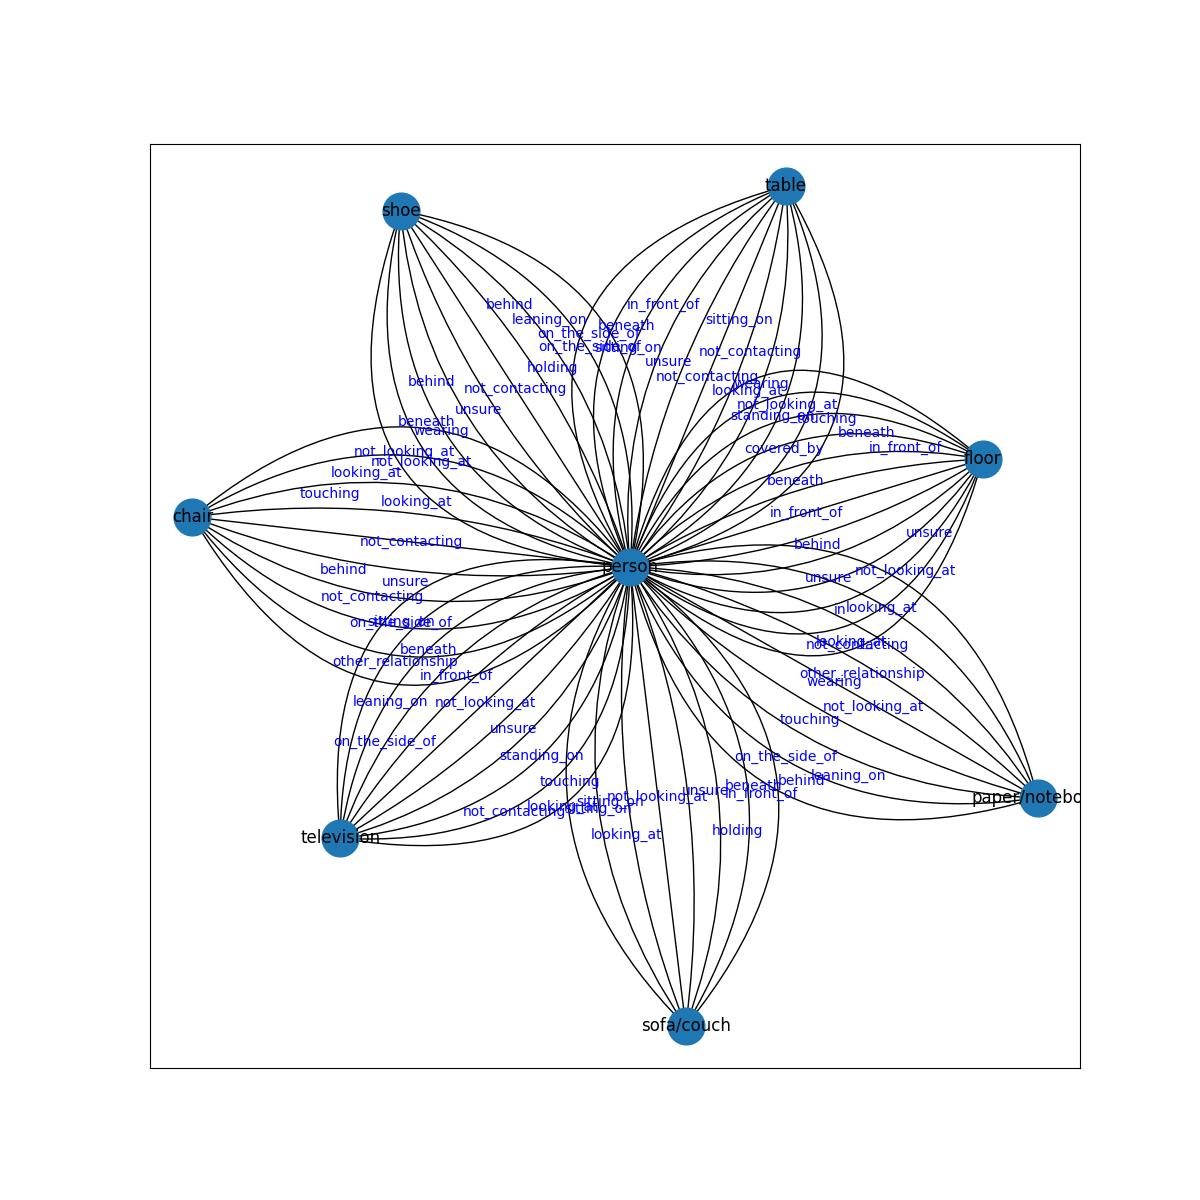 table
shoe
behind
in_front_of
leaning_on
sitting_on
beneath
on_the_side_of
on_the_side_of
sitting_on
not_contacting
unsure
holding
not_contacting
behind
wearing
not_contacting
looking_at
not_looking_at
unsure
standing_on
touching
beneath
wearing
beneath
in_front_of
covered_by
not_looking_at
floor
not_looking_at
looking_at
beneath
touching
looking_at
in_front_of
chair
unsure
not_contacting
behind
person
behind
not_looking_at
unsure
unsure
not_contacting
in
looking_at
on_the_side_of
sitting_on
looking_at
not_contacting
beneath
other_relationship
in_front_of
other_relationship
wearing
leaning_on
not_looking_at
not_looking_at
touching
unsure
on_the_side_of
standing_on
on_the_side_of
leaning_on
touching
behind
beneath
unsure
in_front_of
not_looking_at
paper/notebo
sitting_on
looking_at
sitting_on
not_contacting
holding
looking_at
television
sofa/couch